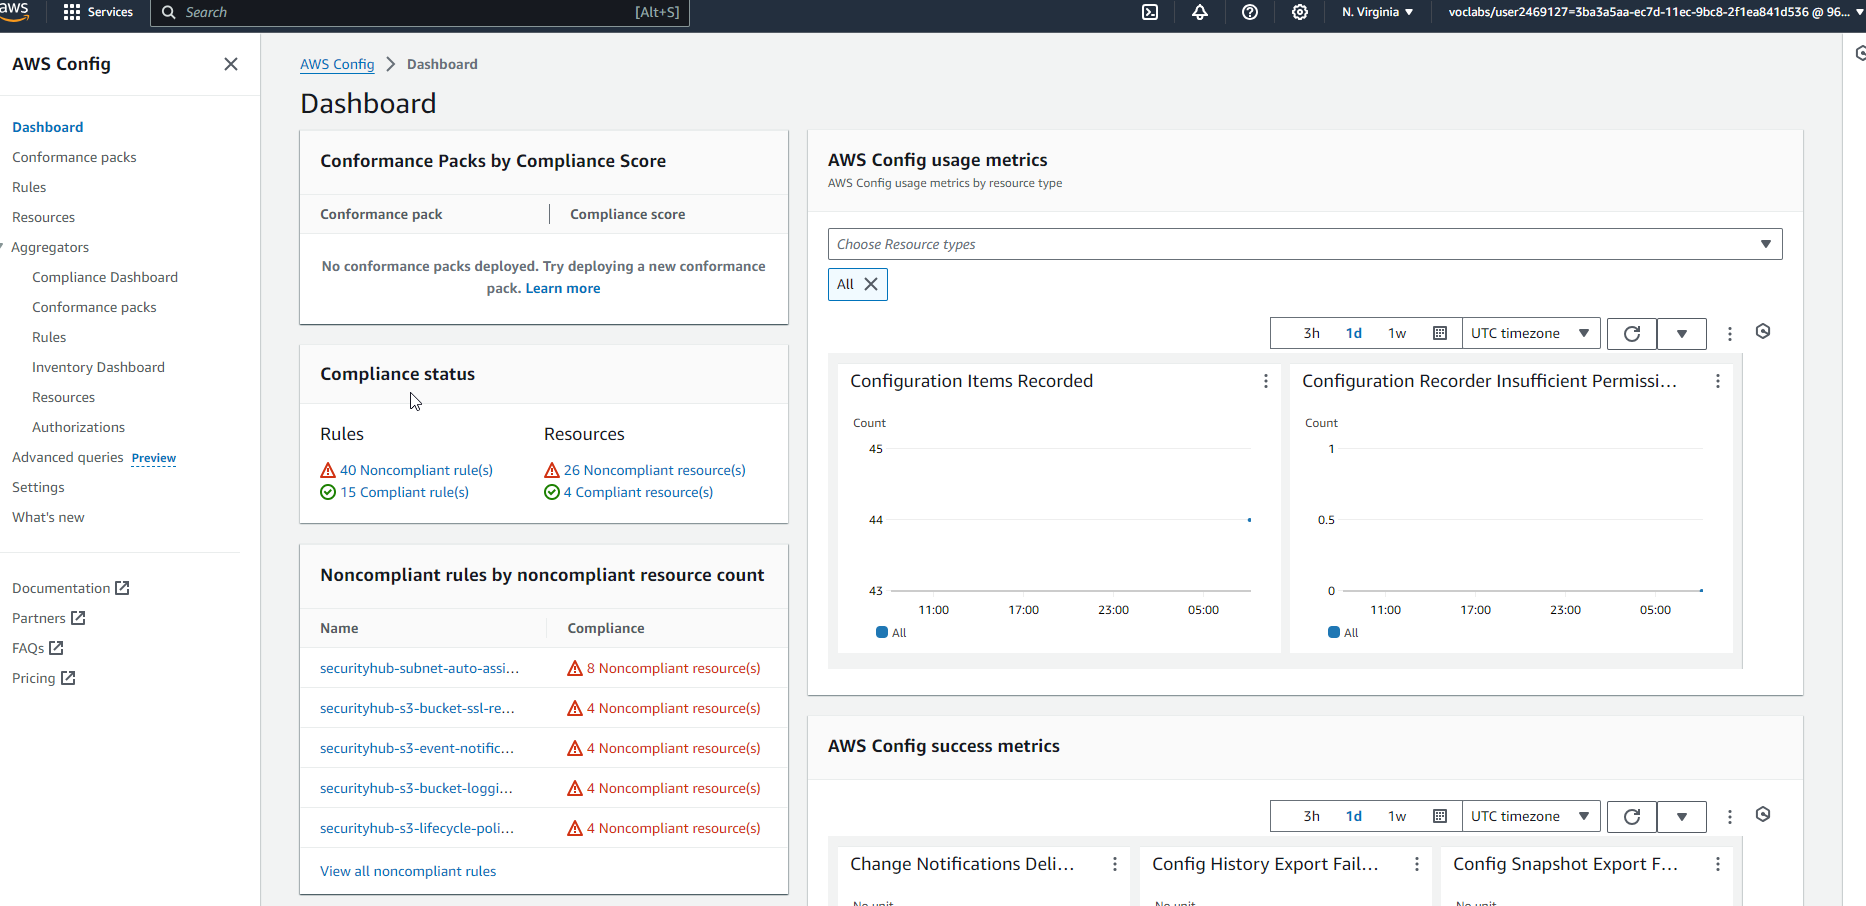 aws
Services
Search
[Alt+S]
N. Virginia
voclabs/user2469127=3ba3a5aa-ec7d-11ec-9bc8-2f1ea841d536 @ 96...
AWS Config
Dashboard
Conformance packs
Rules
Resources
Aggregators
Compliance Dashboard
Conformance packs
Rules
Inventory Dashboard
Resources
Authorizations
Advanced queries Preview
Settings
What's new
Documentation
Partners
FAQs
Pricing
AWS Config > Dashboard
Dashboard
Conformance Packs by Compliance Score
Conformance pack
Compliance score
No conformance packs deployed. Try deploying a new conformance
pack. Learn more
Compliance status
Rules
Resources
40 Noncompliant rule(s)
26 Noncompliant resource(s)
15 Compliant rule(s)
4 Compliant resource(s)
Noncompliant rules by noncompliant resource count
Name
Compliance
securityhub-subnet-auto-assi...
8 Noncompliant resource(s)
securityhub-s3-bucket-ssl-re...
4 Noncompliant resource(s)
securityhub-s3-event-notific...
4 Noncompliant resource(s)
securityhub-s3-bucket-loggi...
4 Noncompliant resource(s)
securityhub-s3-lifecycle-poli...
4 Noncompliant resource(s)
View all noncompliant rules
AWS Config usage metrics
AWS Config usage metrics by resource type
Choose Resource types
All
3h
1d
1w
UTC timezone
Configuration Items Recorded
Count
45
44
43
11:00
17:00
23:00
05:00
All
Configuration Recorder Insufficient Permissi...
Count
1
0.5
0
11:00
17:00
23:00
05:00
All
AWS Config success metrics
3h
1d
1w
UTC timezone
Change Notifications Deli...
Config History Export Fail...
Config Snapshot Export F...
No unit
No unit
No unit